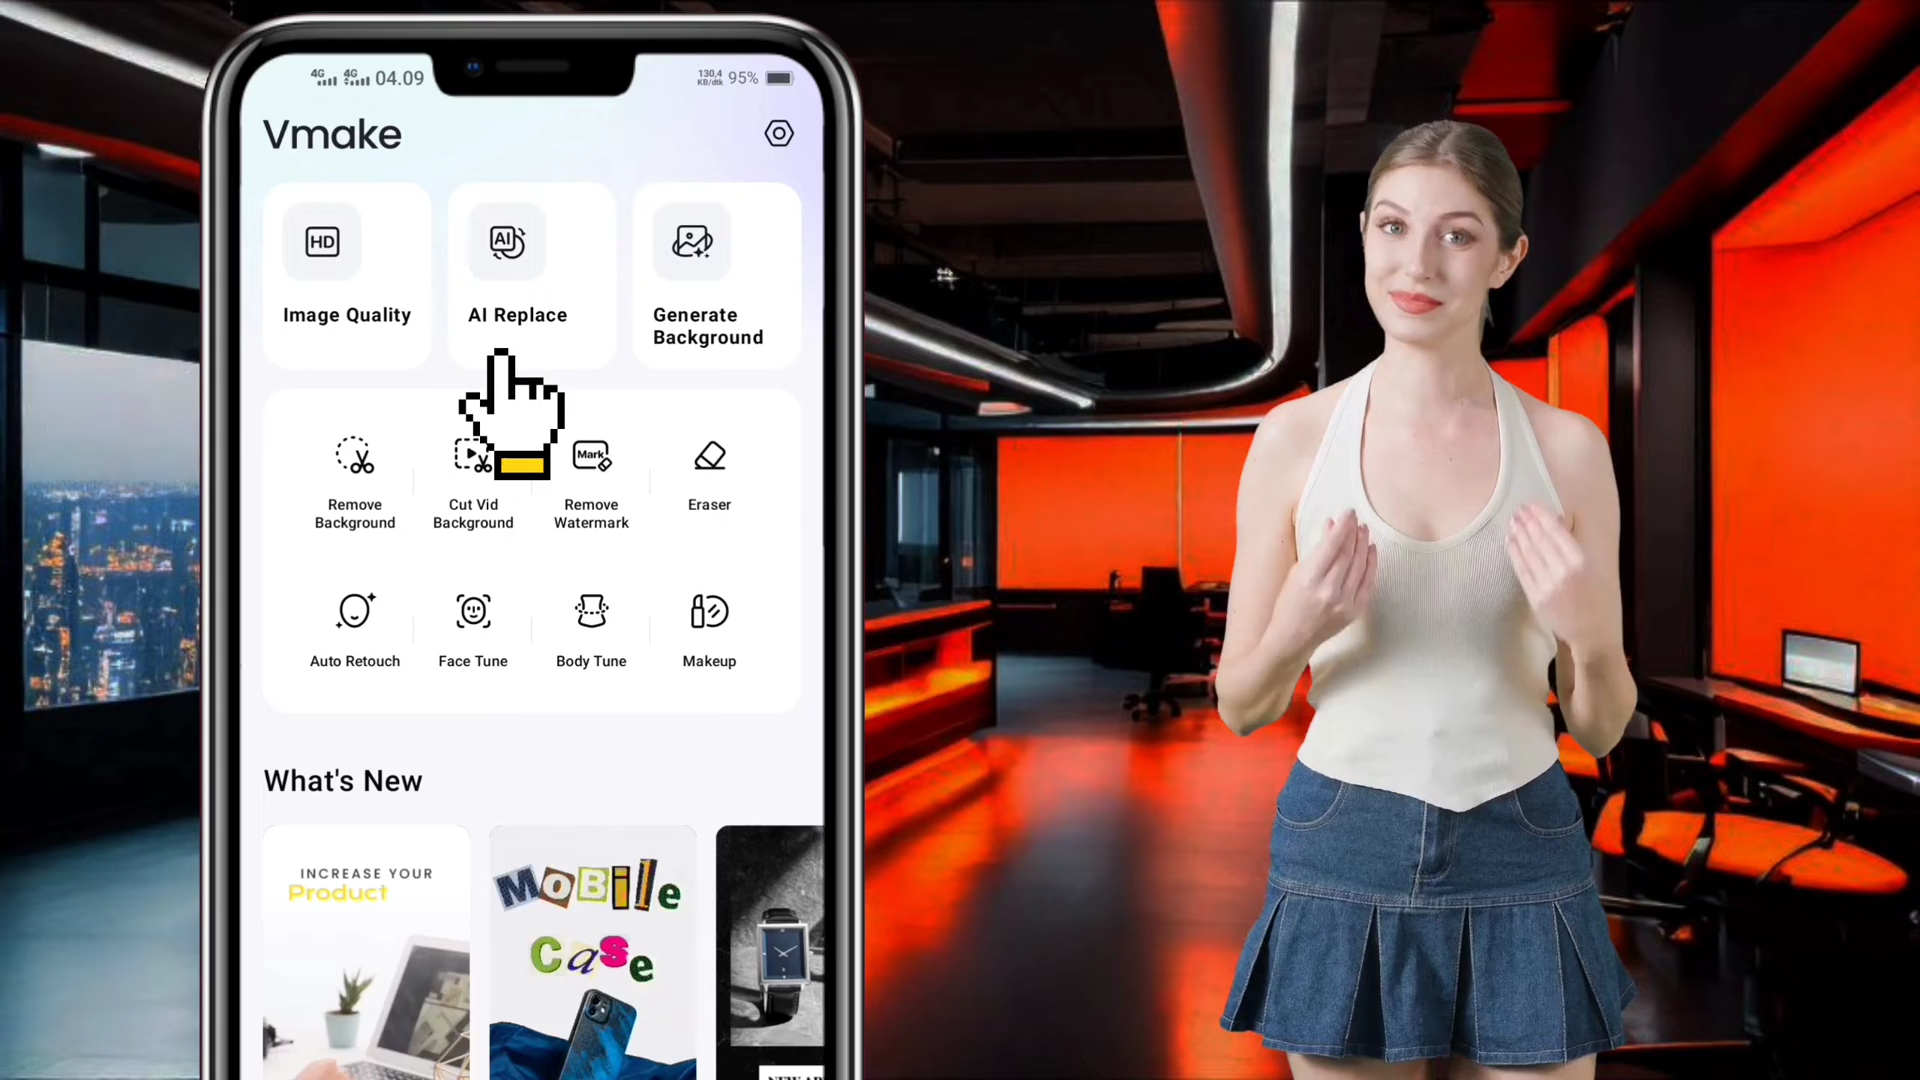 4G 4G 04.09 130,4 KB/dtk 95%
Vmake
HD
AI
Image Quality
AI Replace
Generate
Background
Mark
Remove
Background
Cut Vid
Background
Remove
Watermark
Eraser
Auto Retouch
Face Tune
Body Tune
Makeup
What's New
INCREASE YOUR
Product
MoBile
Case